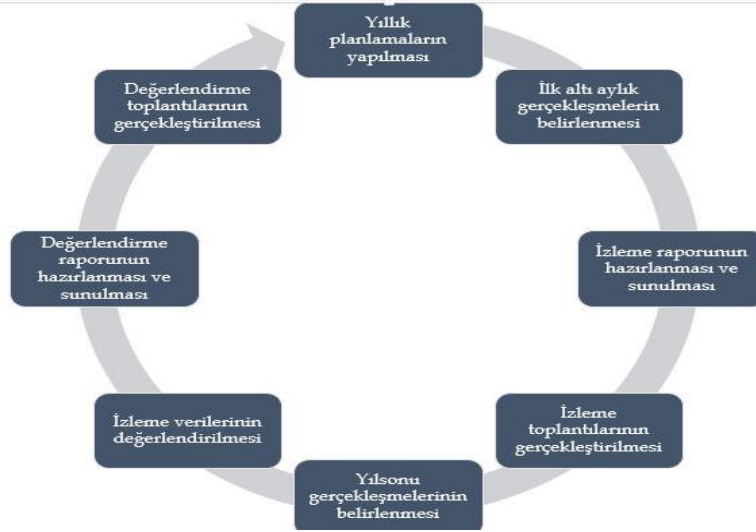 Yıllık
planlamaların
yapılması
İlk altı aylık
gerçekleşmelerin
belirlenmesi
İzleme raporunun
hazırlanması ve
sunulması
İzleme
toplantılarının
gerçekleştirilmesi
Yılsonu
gerçekleşmelerinin
belirlenmesi
İzleme verilerinin
değerlendirilmesi
Değerlendirme
raporunun
hazırlanması ve
sunulması
Değerlendirme
toplantılarının
gerçekleştirilmesi